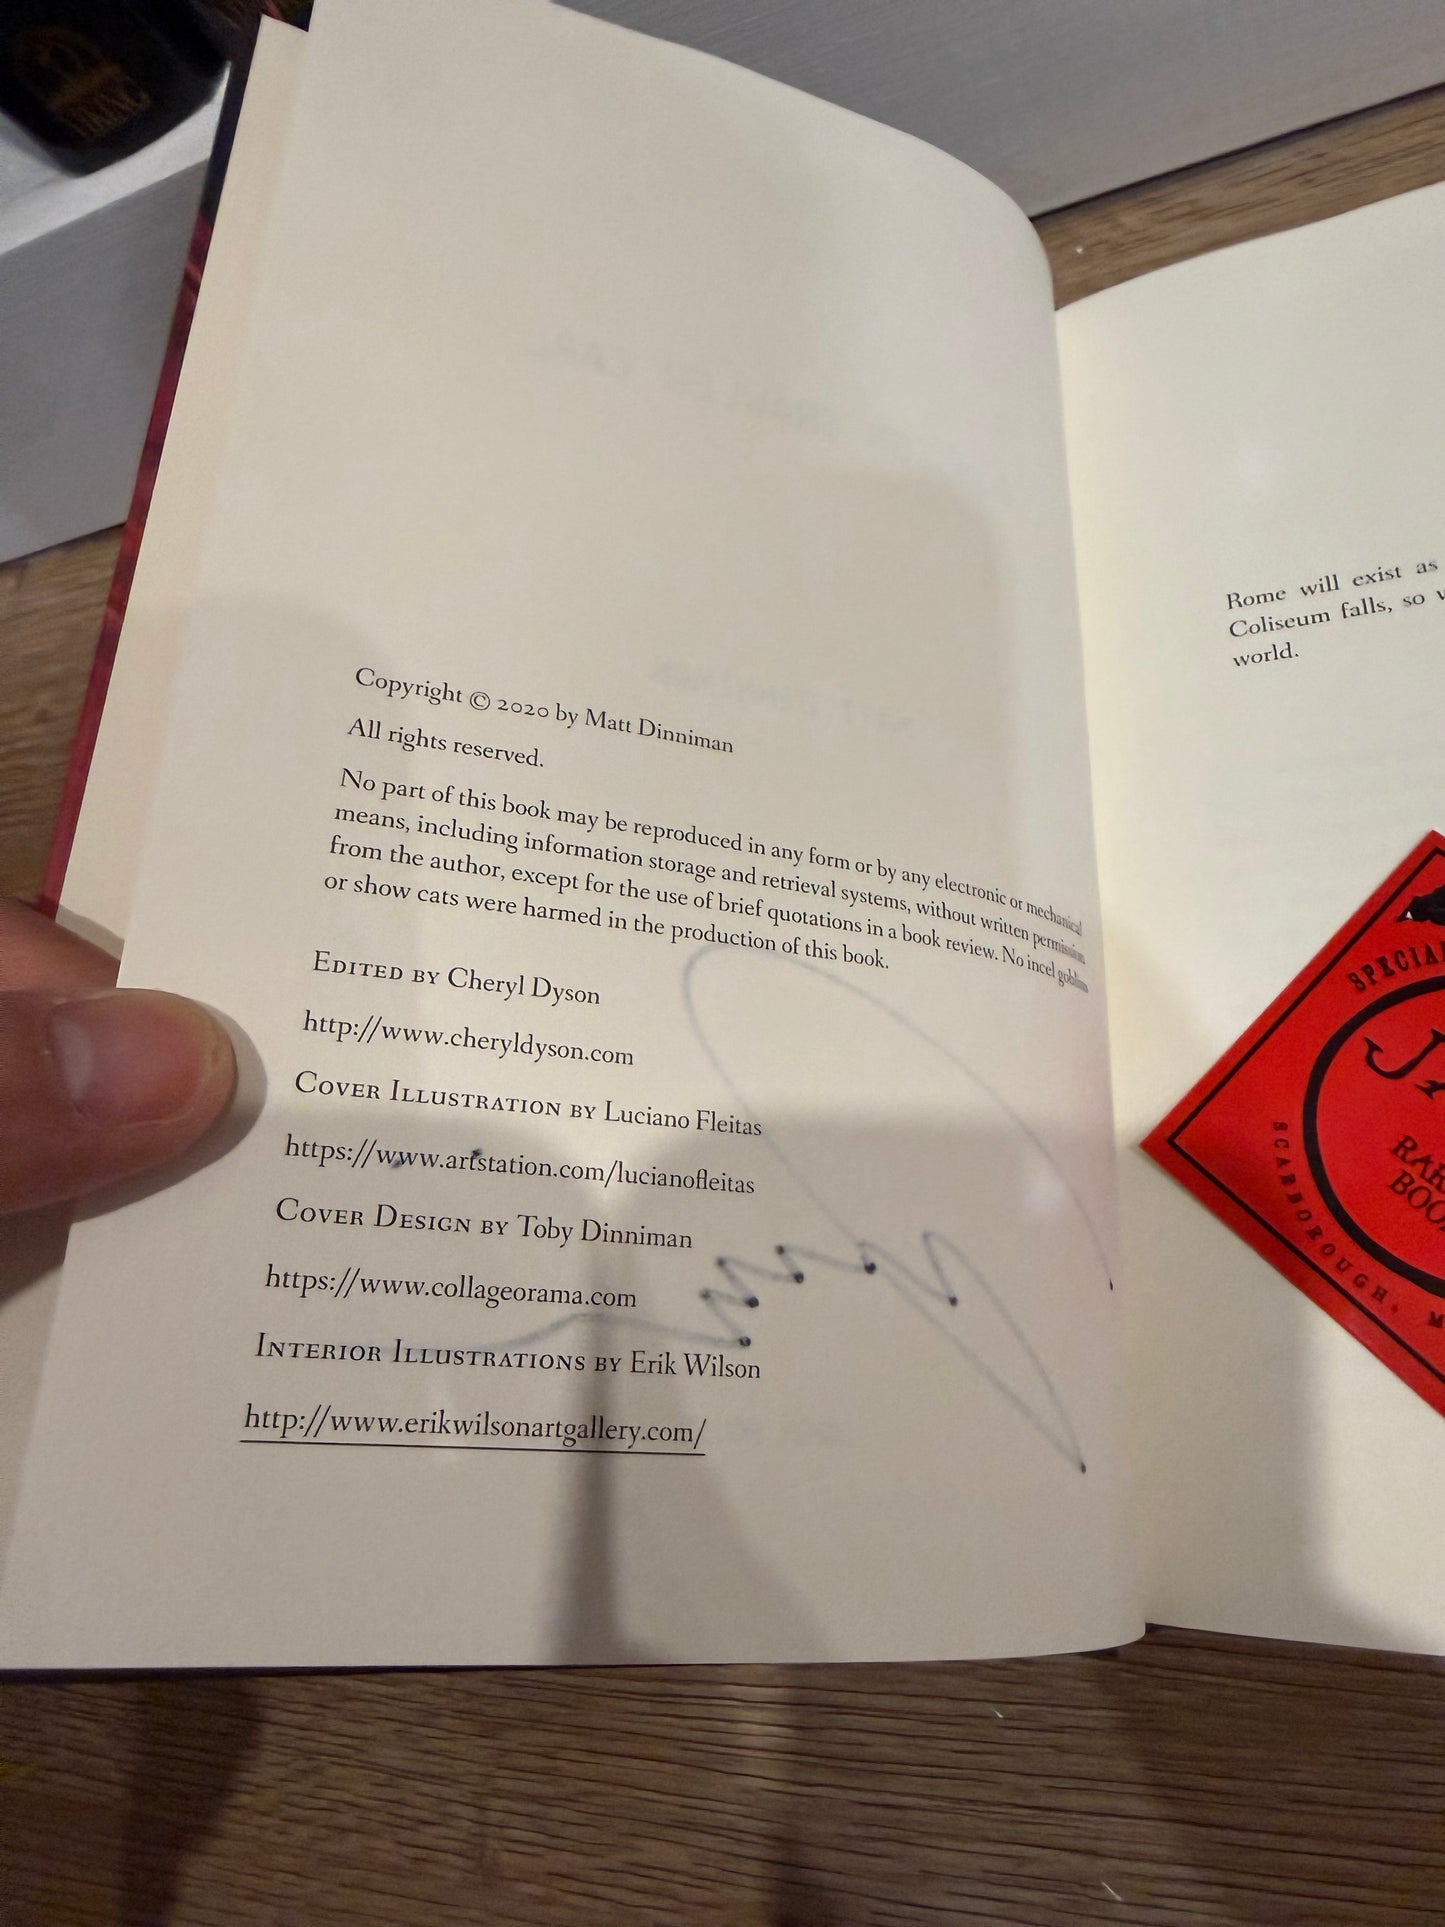 Copyright © 2020 by Matt Dinniman
All rights reserved.
No part of this book may be reproduced in any form or by any electronic or mechanical
means, including information storage and retrieval systems, without written permission
from the author, except for the use of brief quotations in a book review. No incel goblins
or show cats were harmed in the production of this book.
Edited by Cheryl Dyson
http://www.cheryldyson.com
Cover Illustration by Luciano Fleitas
https://www.artstation.com/lucianofleitas
Cover Design by Toby Dinniman
https://www.collageorama.com
Interior Illustrations by Erik Wilson
http://www.erikwilsonartgallery.com/
Rome will exist as
Coliseum falls, so
world.
SPECIAL
SCARBOROUGH,